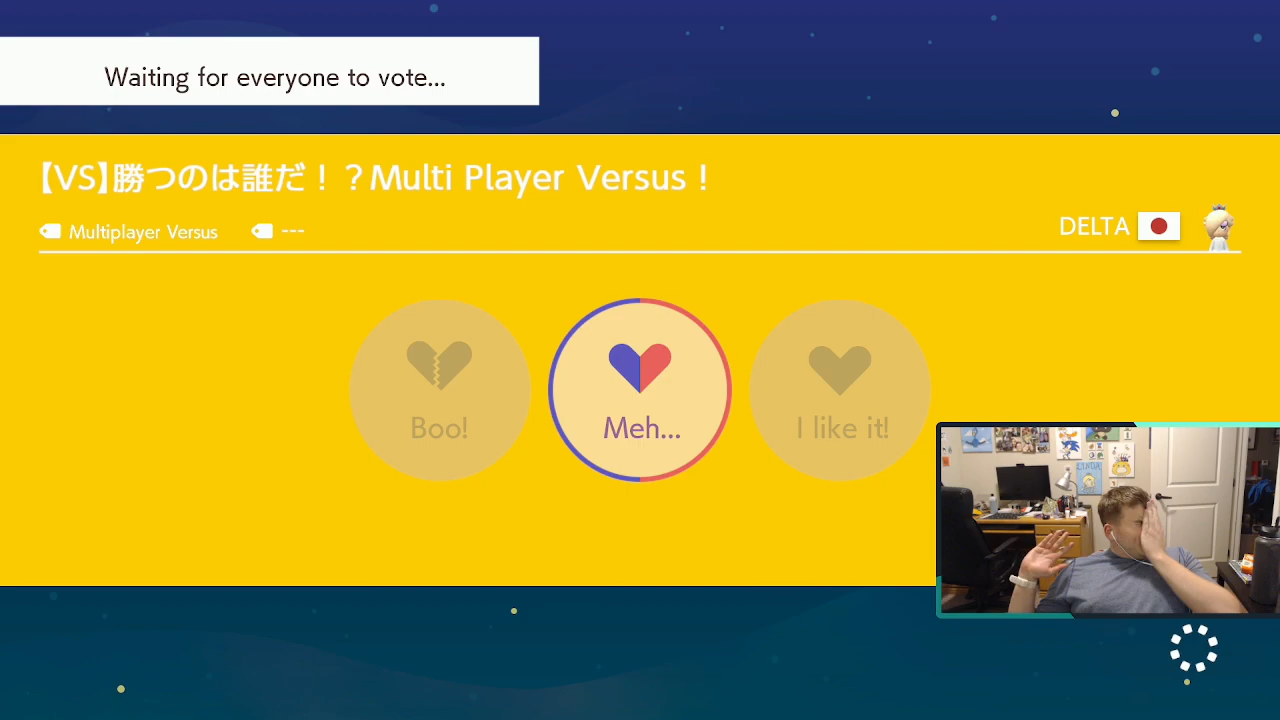 Waiting for everyone to vote...
【VS】勝つのは誰だ！？Multi Player Versus！
Multiplayer Versus ---
DELTA
Boo!
Meh...
I like it!
LINDA